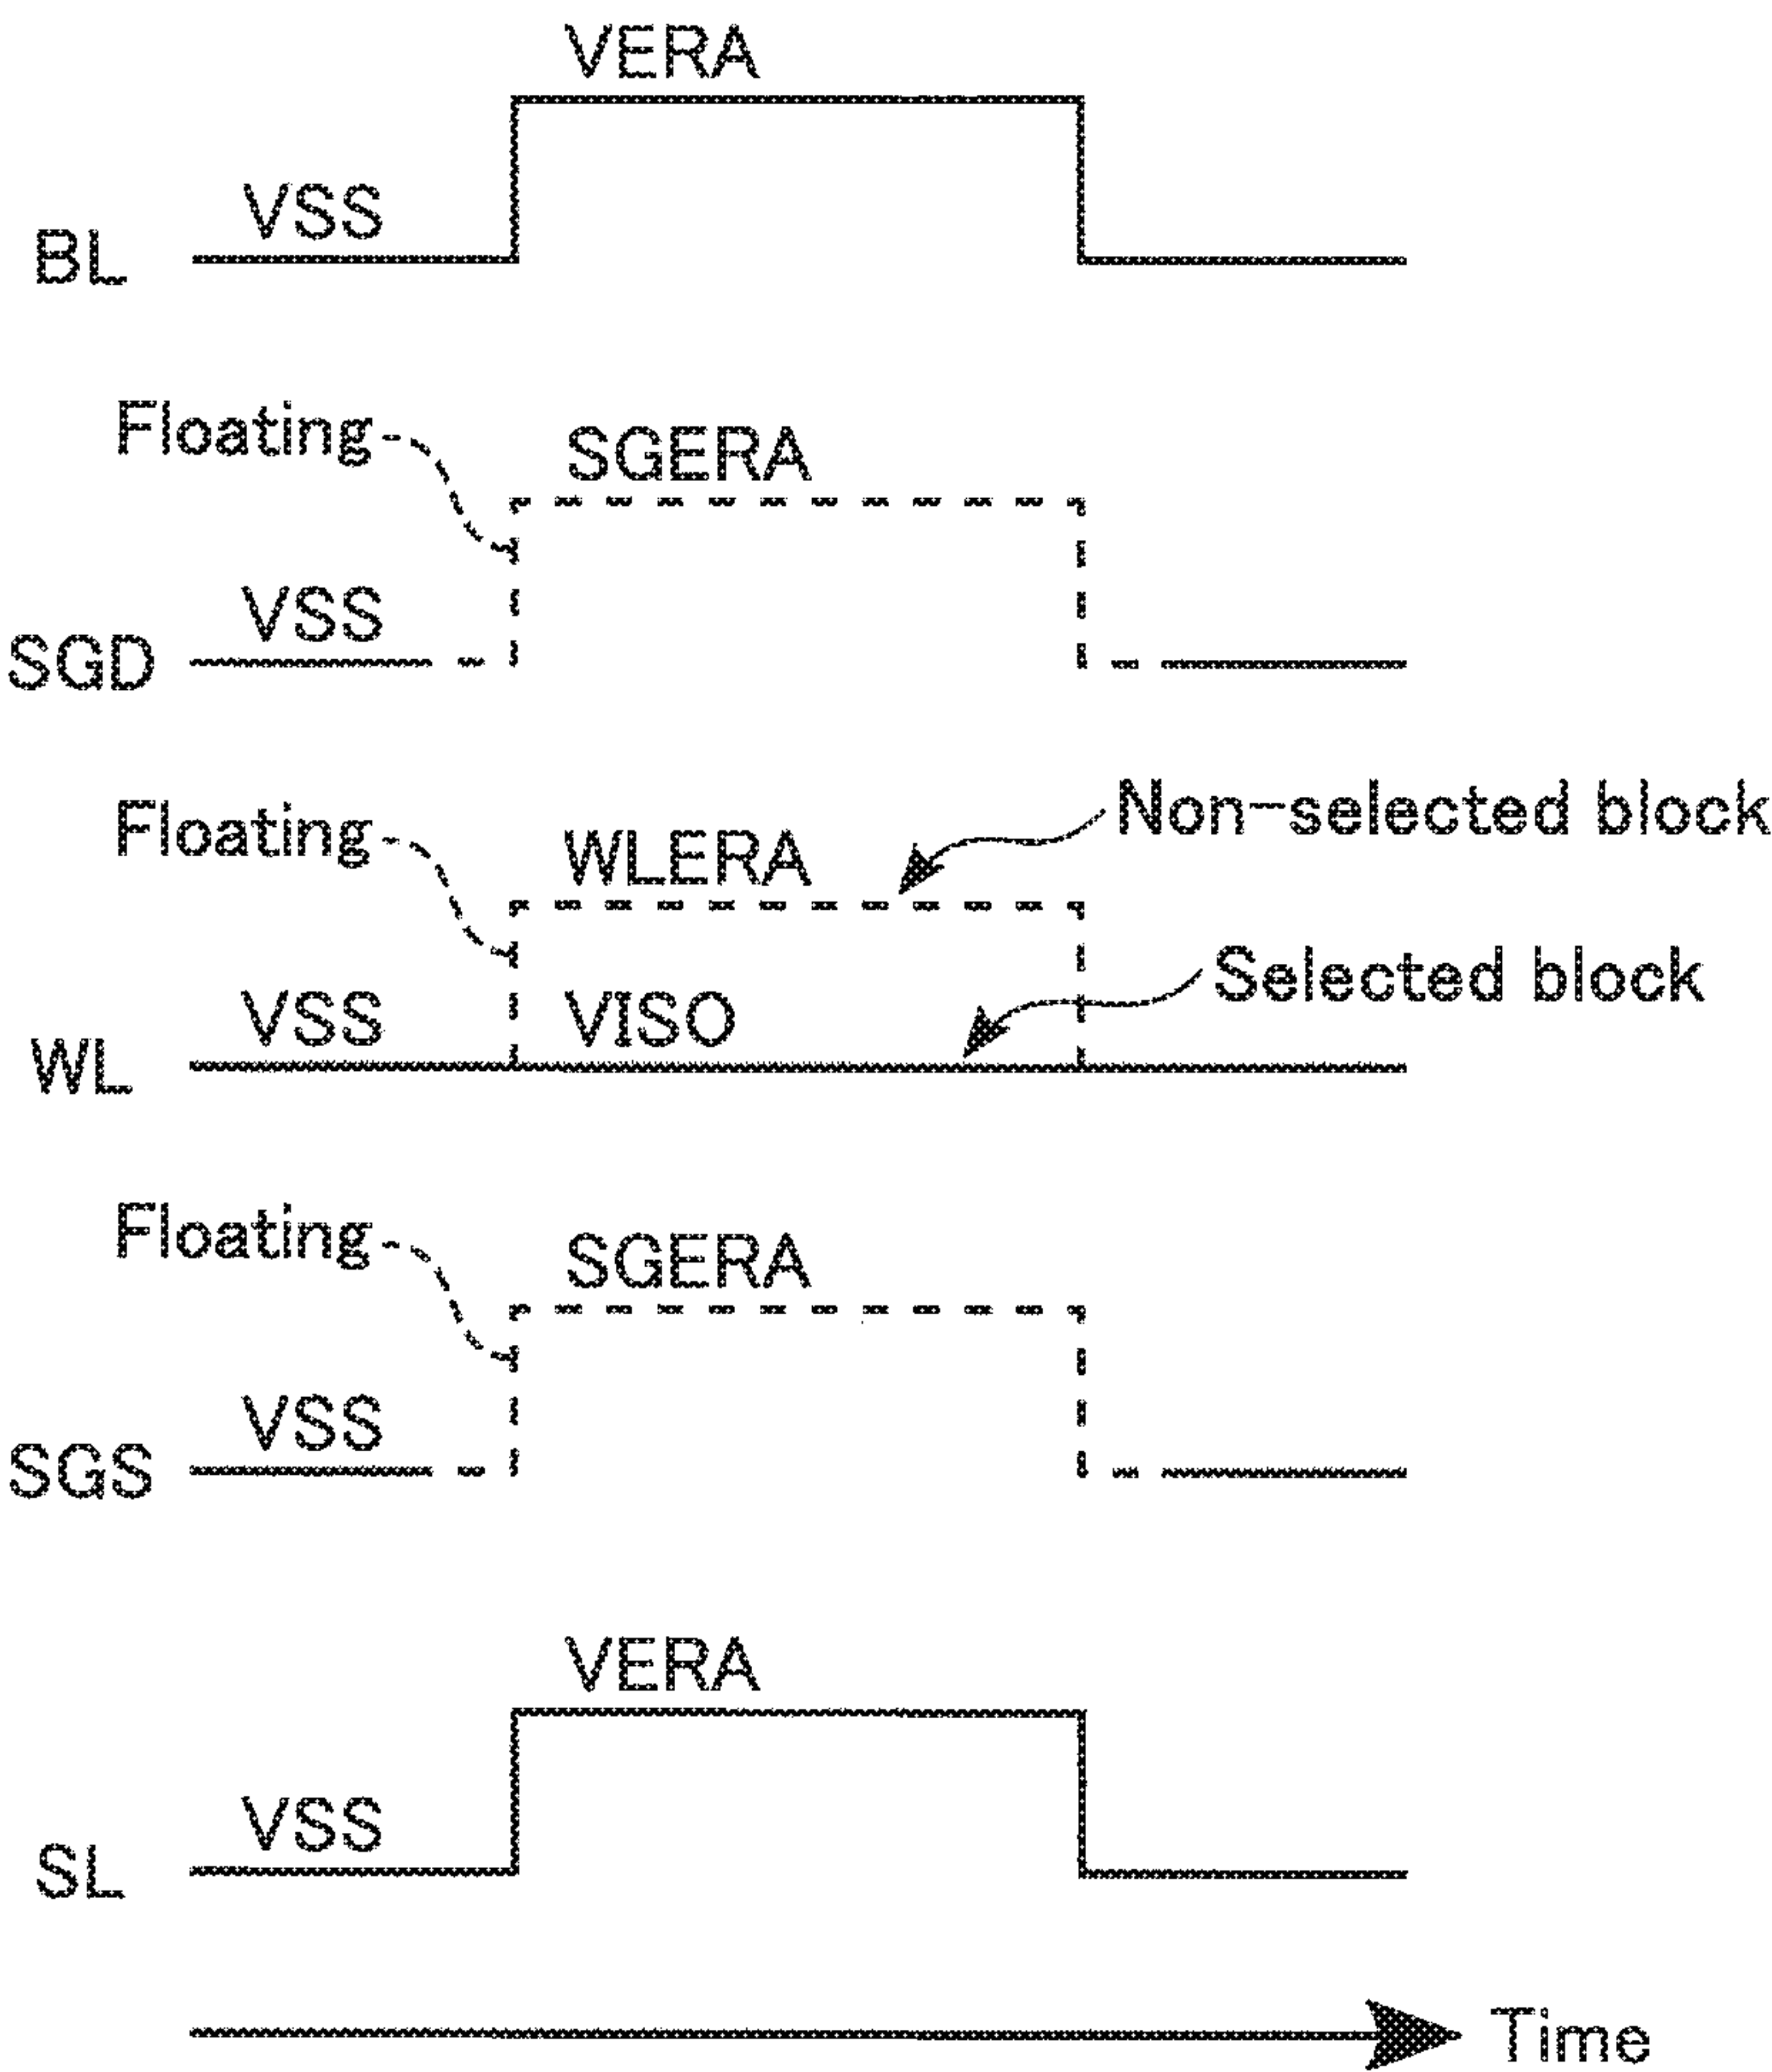 VERA
VSS
BL
Floating
SGERA
VSS
SGD
Floating
WLERA
Non-selected block
Selected block
VSS
VISO
WL
Floating
SGERA
VSS
SGS
VERA
VSS
SL
Time